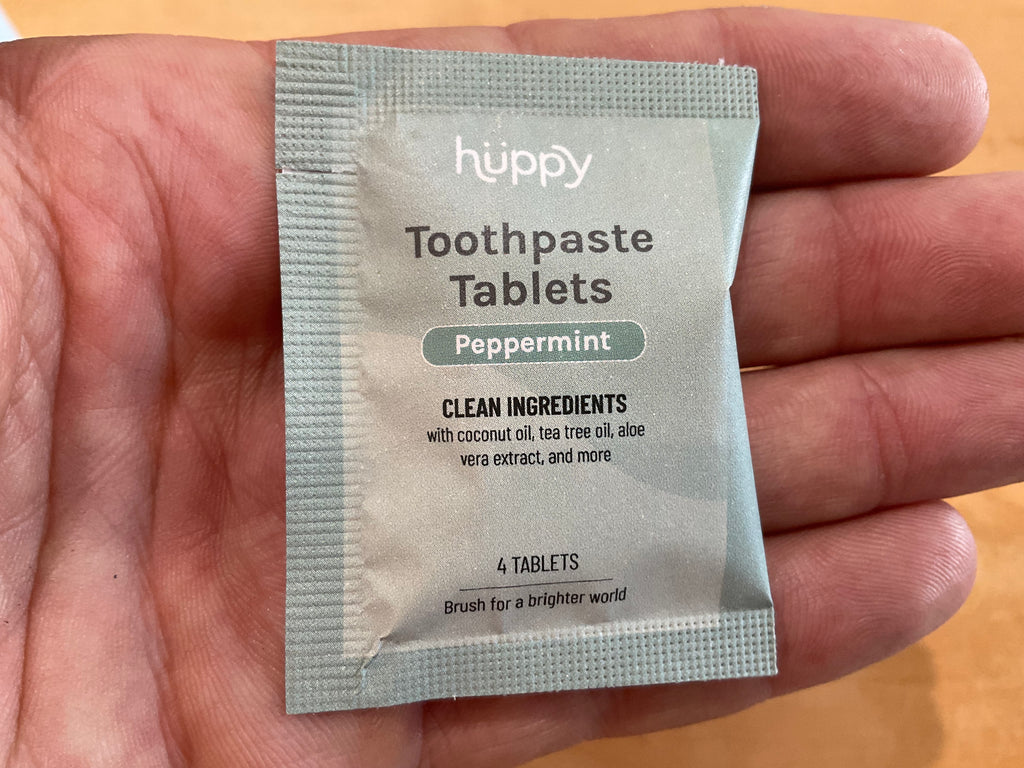 hüppy
Toothpaste
Tablets
Peppermint
CLEAN INGREDIENTS
with coconut oil, tea tree oil, aloe
vera extract, and more
4 TABLETS
Brush for a brighter world